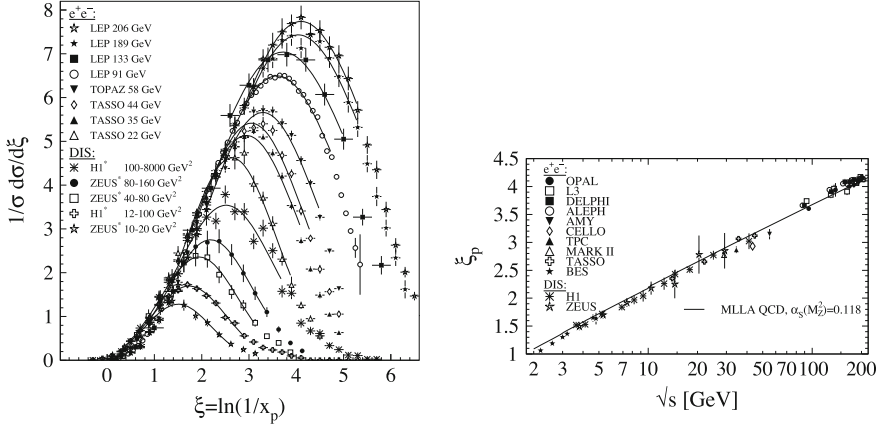 8
7
6
5
4
3
2
1
0
1/σ dσ/dξ
e⁺e⁻:
LEP 206 GeV
LEP 189 GeV
LEP 133 GeV
LEP 91 GeV
TOPAZ 58 GeV
TASSO 44 GeV
TASSO 35 GeV
TASSO 22 GeV
DIS:
H1* 100-8000 GeV²
ZEUS* 80-160 GeV²
ZEUS* 40-80 GeV²
H1* 12-100 GeV²
ZEUS* 10-20 GeV²
0 1 2 3 4 5 6
ξ=ln(1/xₚ)
4.5
4
3.5
3
2.5
2
1.5
1
ξₚ
e⁺e⁻:
OPAL
L3
DELPHI
ALEPH
AMY
CELLO
TPC
MARK II
TASSO
BES
DIS:
H1
ZEUS
MLLA QCD, αₛ(M²_Z)=0.118
2 3 5 7 10 20 30 50 70 100 200
√s [GeV]